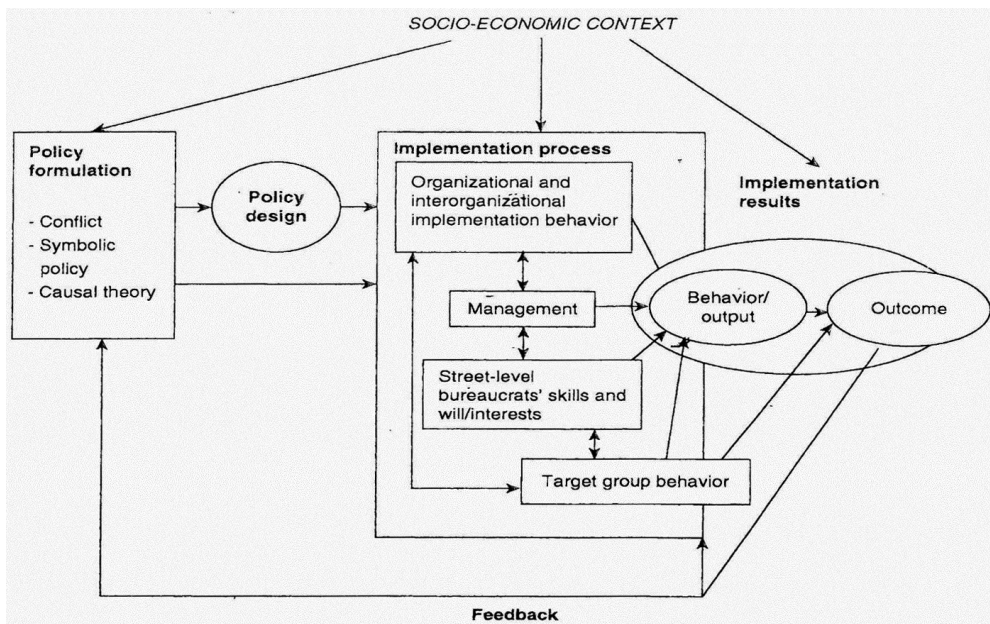 SOCIO-ECONOMIC CONTEXT
Policy
formulation
- Conflict
- Symbolic
policy
- Causal theory
Policy
design
Implementation process
Organizational and
interorganizational
implementation behavior
Management
Street-level
bureaucrats' skills and
will/interests
Target group behavior
Implementation
results
Behavior/
output
Outcome
Feedback